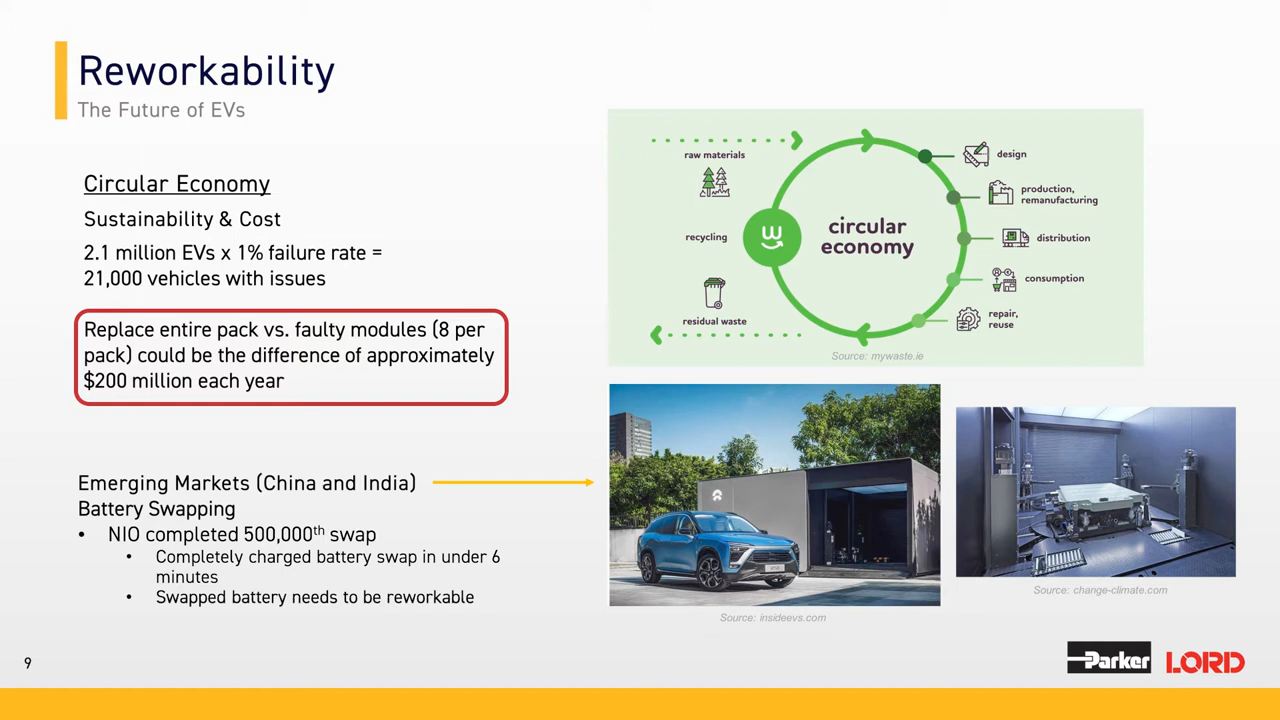 Reworkability
The Future of EVs
Circular Economy
Sustainability & Cost
2.1 million EVs x 1% failure rate =
21,000 vehicles with issues
Replace entire pack vs. faulty modules (8 per
pack) could be the difference of approximately
$200 million each year
Emerging Markets (China and India)
Battery Swapping
• NIO completed 500,000th swap
• Completely charged battery swap in under 6
minutes
• Swapped battery needs to be reworkable
raw materials
recycling
residual waste
w
circular
economy
design
production,
remanufacturing
distribution
consumption
repair,
reuse
Source: mywaste.ie
Source: insideevs.com
Source: change-climate.com
9
Parker
LORD